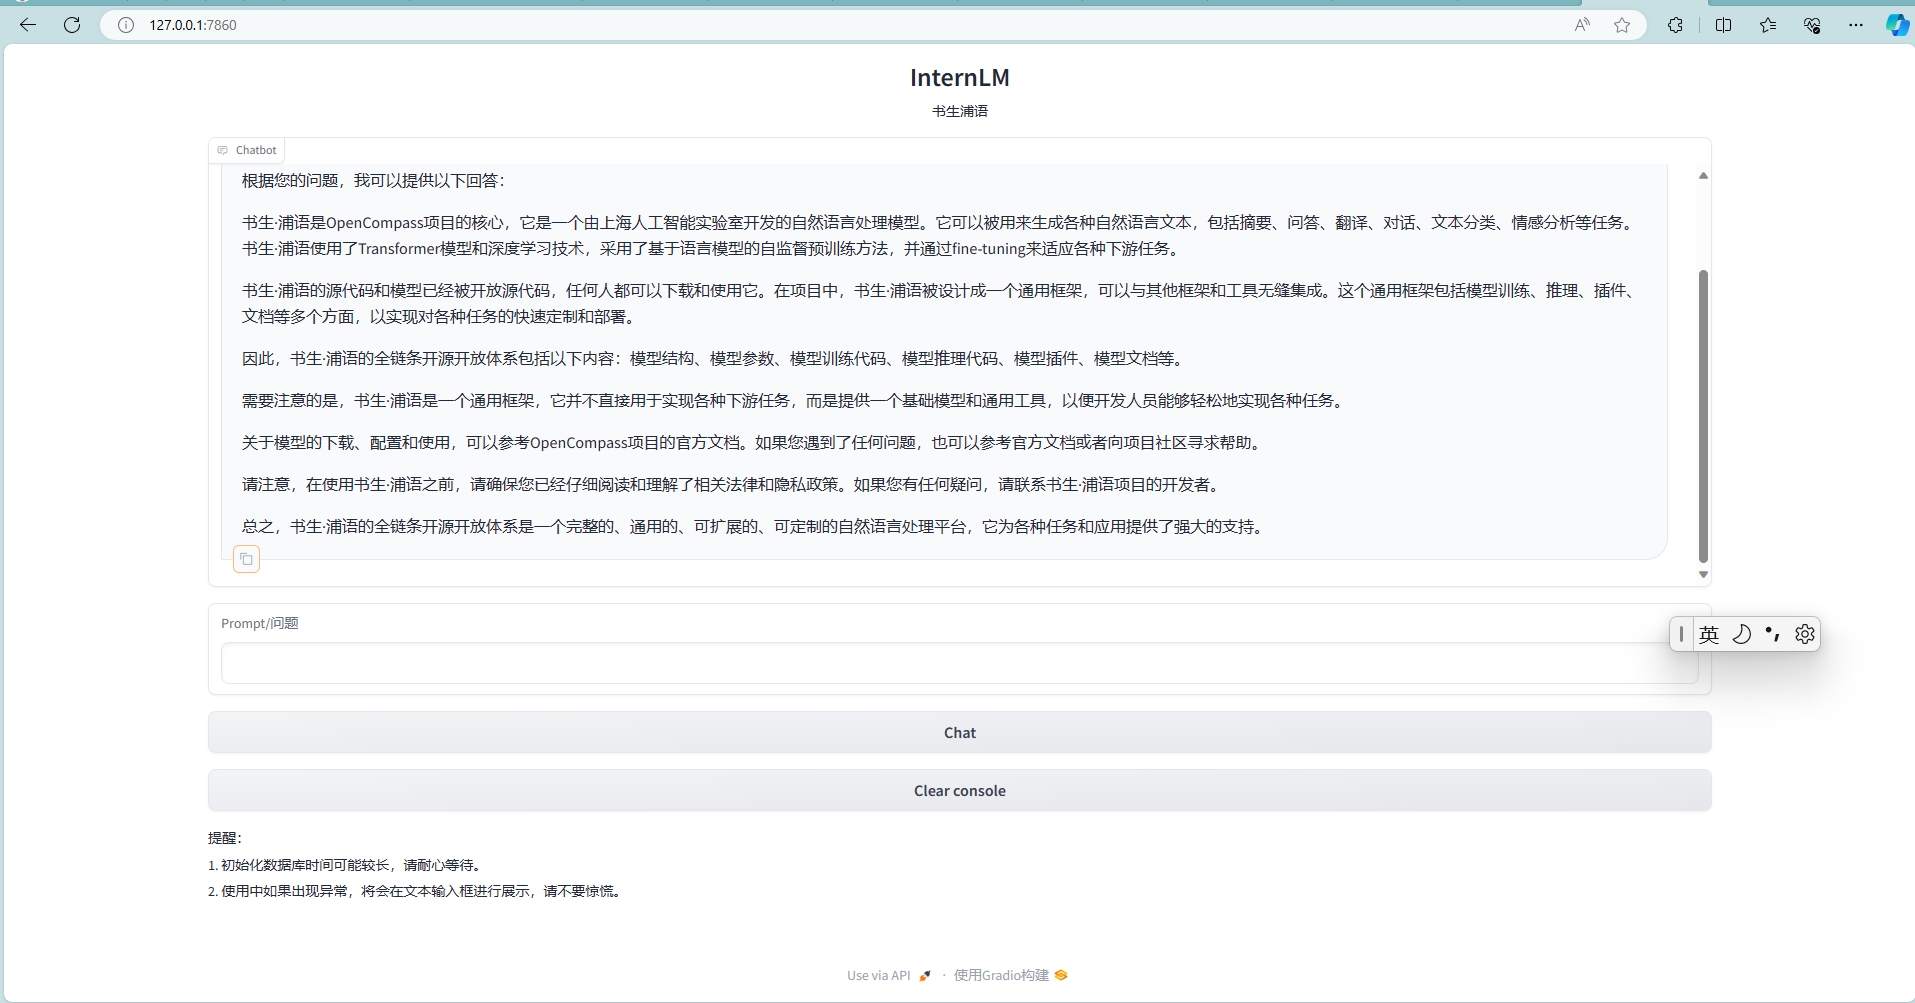 127.0.0.1:7860
InternLM
书生浦语
Chatbot
根据您的问题，我可以提供以下回答：
书生·浦语是OpenCompass项目的核心，它是一个由上海人工智能实验室开发的自然语言处理模型。它可以被用来生成各种自然语言文本，包括摘要、问答、翻译、对话、文本分类、情感分析等任务。
书生·浦语使用了Transformer模型和深度学习技术，采用了基于语言模型的自监督预训练方法，并通过fine-tuning来适应各种下游任务。
书生·浦语的源代码和模型已经被开放源代码，任何人都可以下载和使用它。在项目中，书生·浦语被设计成一个通用框架，可以与其他框架和工具无缝集成。这个通用框架包括模型训练、推理、插件、
文档等多个方面，以实现对各种任务的快速定制和部署。
因此，书生·浦语的全链条开源开放体系包括以下内容：模型结构、模型参数、模型训练代码、模型推理代码、模型插件、模型文档等。
需要注意的是，书生·浦语是一个通用框架，它并不直接用于实现各种下游任务，而是提供一个基础模型和通用工具，以便开发人员能够轻松地实现各种任务。
关于模型的下载、配置和使用，可以参考OpenCompass项目的官方文档。如果您遇到了任何问题，也可以参考官方文档或者向项目社区寻求帮助。
请注意，在使用书生·浦语之前，请确保您已经仔细阅读和理解了相关法律和隐私政策。如果您有任何疑问，请联系书生·浦语项目的开发者。
总之，书生·浦语的全链条开源开放体系是一个完整的、通用的、可扩展的、可定制的自然语言处理平台，它为各种任务和应用提供了强大的支持。
Prompt/问题
英
Chat
Clear console
提醒：
1. 初始化数据库时间可能较长，请耐心等待。
2. 使用中如果出现异常，将会在文本输入框进行展示，请不要惊慌。
Use via API · 使用Gradio构建